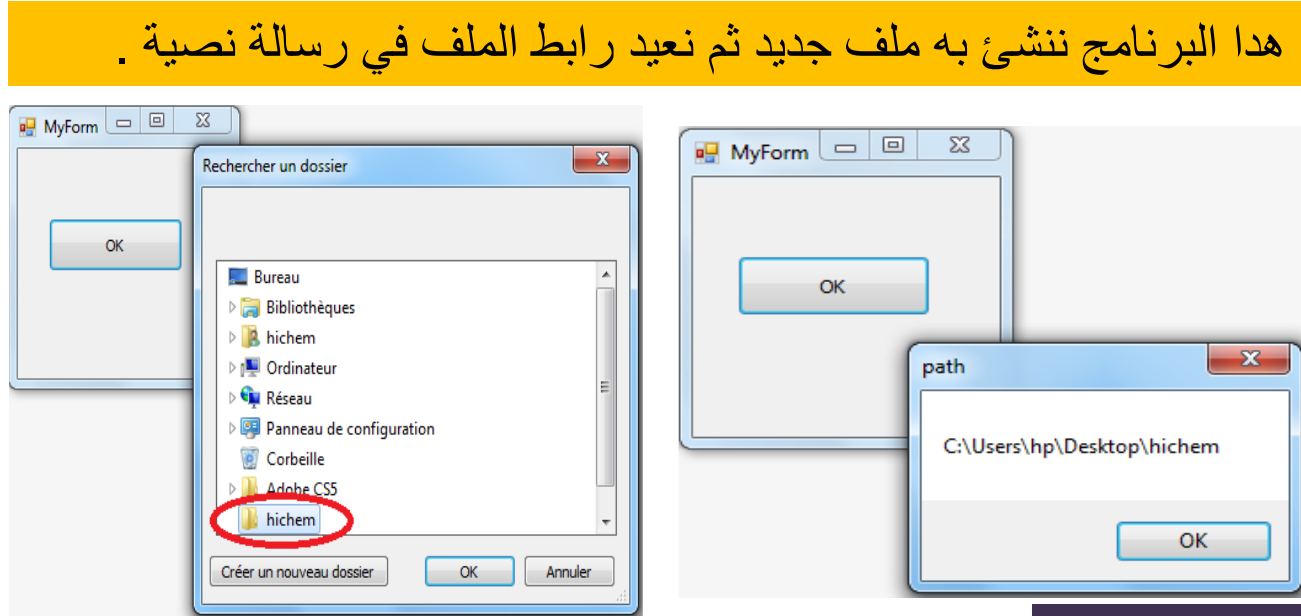 هدا البرنامج ننشئ به ملف جديد ثم نعيد رابط الملف في رسالة نصية .
MyForm
OK
Rechercher un dossier
Bureau
Bibliothèques
hichem
Ordinateur
Réseau
Panneau de configuration
Corbeille
Adobe CS5
hichem
Créer un nouveau dossier
OK
Annuler
MyForm
OK
path
C:\Users\hp\Desktop\hichem
OK